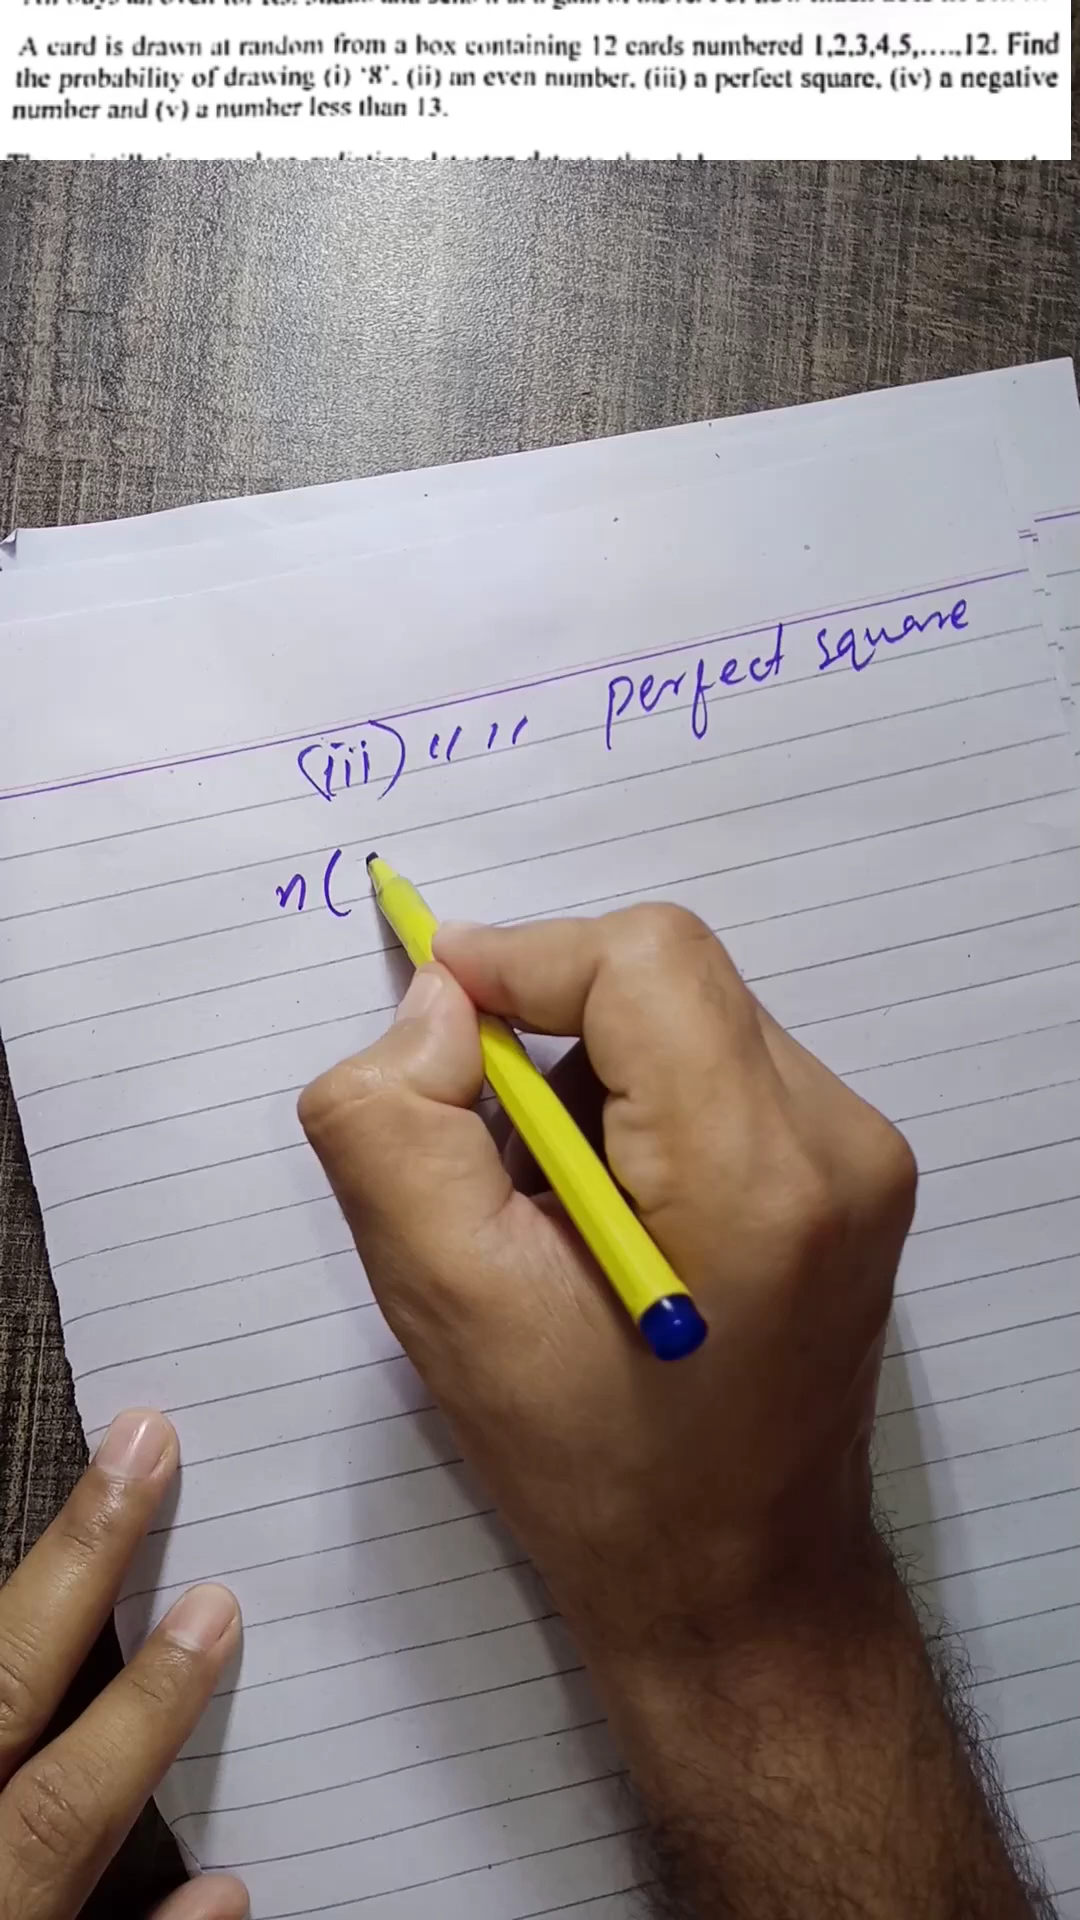 A card is drawn at random from a box containing 12 cards numbered 1,2,3,4,5,.....12. Find
the probability of drawing (i) '8'. (ii) an even number. (iii) a perfect square. (iv) a negative
number and (v) a number less than 13.
(iii) " " perfect square
n(